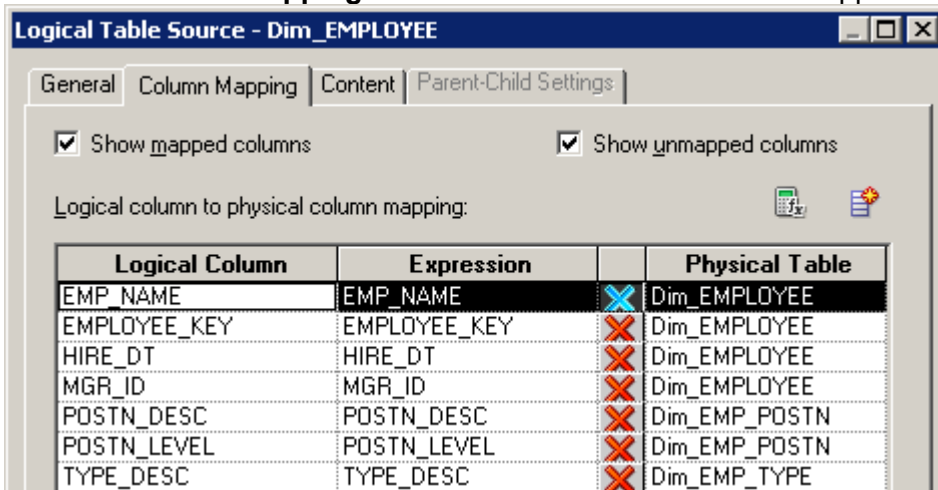 pping
Logical Table Source - Dim_EMPLOYEE
General Column Mapping Content Parent-Child Settings
Show mapped columns Show unmapped columns
Logical column to physical column mapping:
Logical Column Expression Physical Table
EMP_NAME EMP_NAME Dim_EMPLOYEE
EMPLOYEE_KEY EMPLOYEE_KEY Dim_EMPLOYEE
HIRE_DT HIRE_DT Dim_EMPLOYEE
MGR_ID MGR_ID Dim_EMPLOYEE
POSTN_DESC POSTN_DESC Dim_EMP_POSTN
POSTN_LEVEL POSTN_LEVEL Dim_EMP_POSTN
TYPE_DESC TYPE_DESC Dim_EMP_TYPE